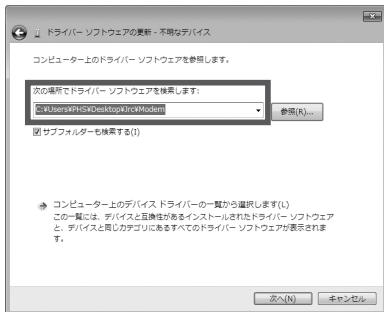 ドライバー ソフトウェアの更新 - 不明なデバイス
コンピューター上のドライバー ソフトウェアを参照します。
次の場所でドライバー ソフトウェアを検索します:
C:¥Users¥PHS¥Desktop¥Jrc¥Modem
参照(R)...
サブフォルダーも検索する(I)
コンピューター上のデバイス ドライバーの一覧から選択します(L)
この一覧には、デバイスと互換性があるインストールされたドライバー ソフトウェア
と、デバイスと同じカテゴリにあるすべてのドライバー ソフトウェアが表示されま
す。
次へ(N)
キャンセル